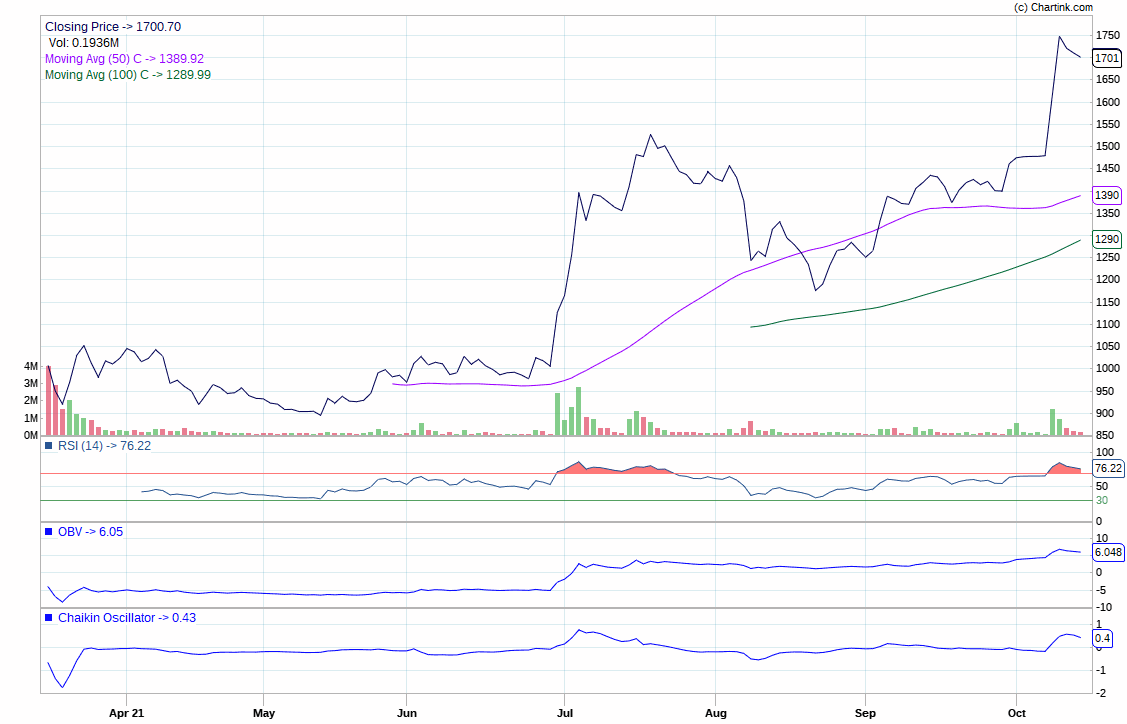 (c) Chartink.com
Closing Price -> 1700.70
Vol: 0.1936M
Moving Avg (50) C -> 1389.92
Moving Avg (100) C -> 1289.99
1750
1701
1650
1600
1550
1500
1450
1400
1390
1350
1290
1250
1200
1150
1100
1050
1000
950
900
850
4M
3M
2M
1M
0M
RSI (14) -> 76.22
100
76.22
50
30
0
OBV -> 6.05
10
6.048
0
-5
-10
Chaikin Oscillator -> 0.43
1
0.4
0
-1
-2
Apr 21 May Jun Jul Aug Sep Oct